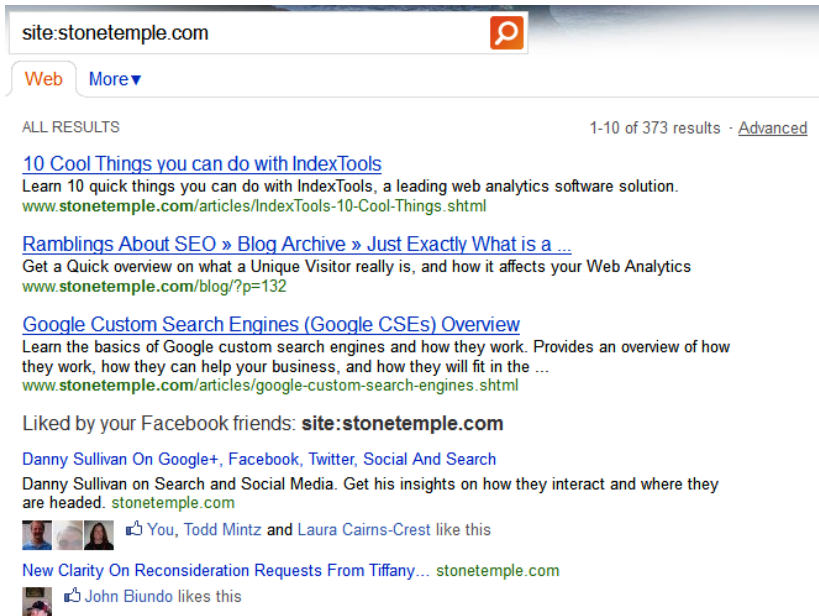 site:stonetemple.com
Web More▼
ALL RESULTS 1-10 of 373 results · Advanced
10 Cool Things you can do with IndexTools
Learn 10 quick things you can do with IndexTools, a leading web analytics software solution.
www.stonetemple.com/articles/IndexTools-10-Cool-Things.shtml
Ramblings About SEO » Blog Archive » Just Exactly What is a ...
Get a Quick overview on what a Unique Visitor really is, and how it affects your Web Analytics
www.stonetemple.com/blog/?p=132
Google Custom Search Engines (Google CSEs) Overview
Learn the basics of Google custom search engines and how they work. Provides an overview of how
they work, how they can help your business, and how they will fit in the ...
www.stonetemple.com/articles/google-custom-search-engines.shtml
Liked by your Facebook friends: site:stonetemple.com
Danny Sullivan On Google+, Facebook, Twitter, Social And Search
Danny Sullivan on Search and Social Media. Get his insights on how they interact and where they
are headed. stonetemple.com
You, Todd Mintz and Laura Cairns-Crest like this
New Clarity On Reconsideration Requests From Tiffany... stonetemple.com
John Biundo likes this